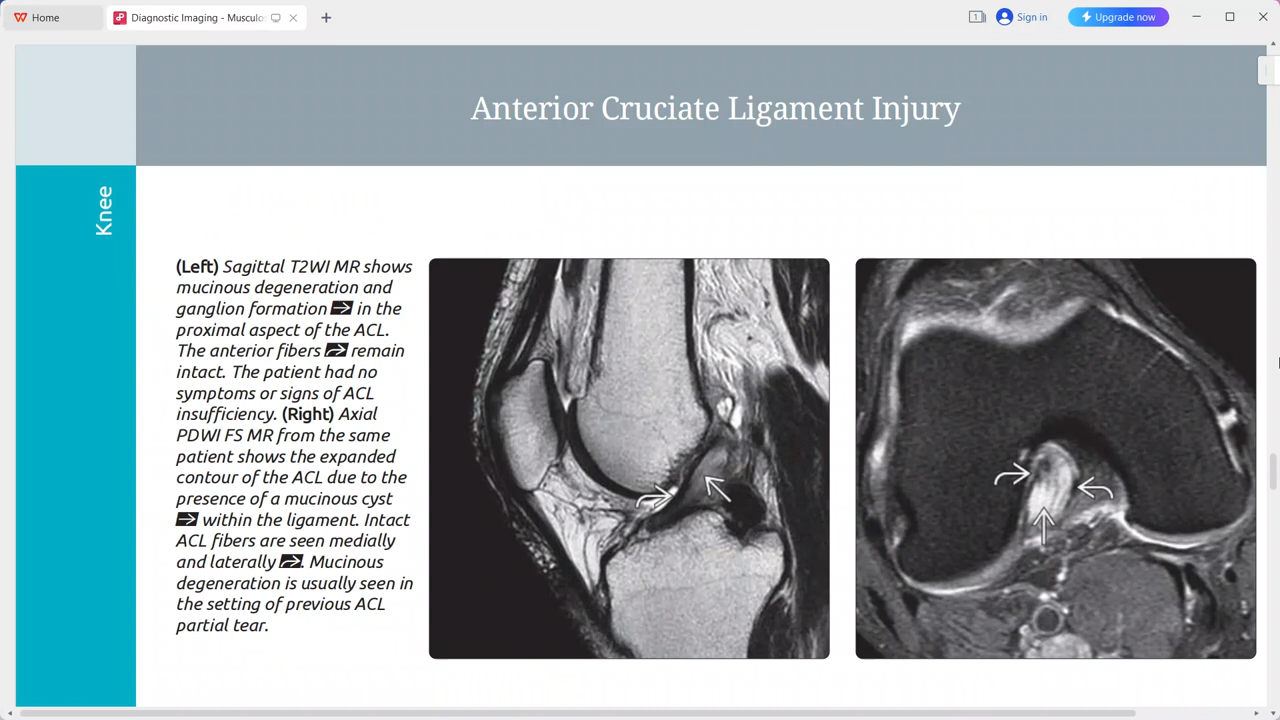 Home
Diagnostic Imaging - Musculos
1
Sign in
Upgrade now
Anterior Cruciate Ligament Injury
Knee
(Left) Sagittal T2WI MR shows
mucinous degeneration and
ganglion formation in the
proximal aspect of the ACL.
The anterior fibers remain
intact. The patient had no
symptoms or signs of ACL
insufficiency. (Right) Axial
PDWI FS MR from the same
patient shows the expanded
contour of the ACL due to the
presence of a mucinous cyst
within the ligament. Intact
ACL fibers are seen medially
and laterally . Mucinous
degeneration is usually seen in
the setting of previous ACL
partial tear.